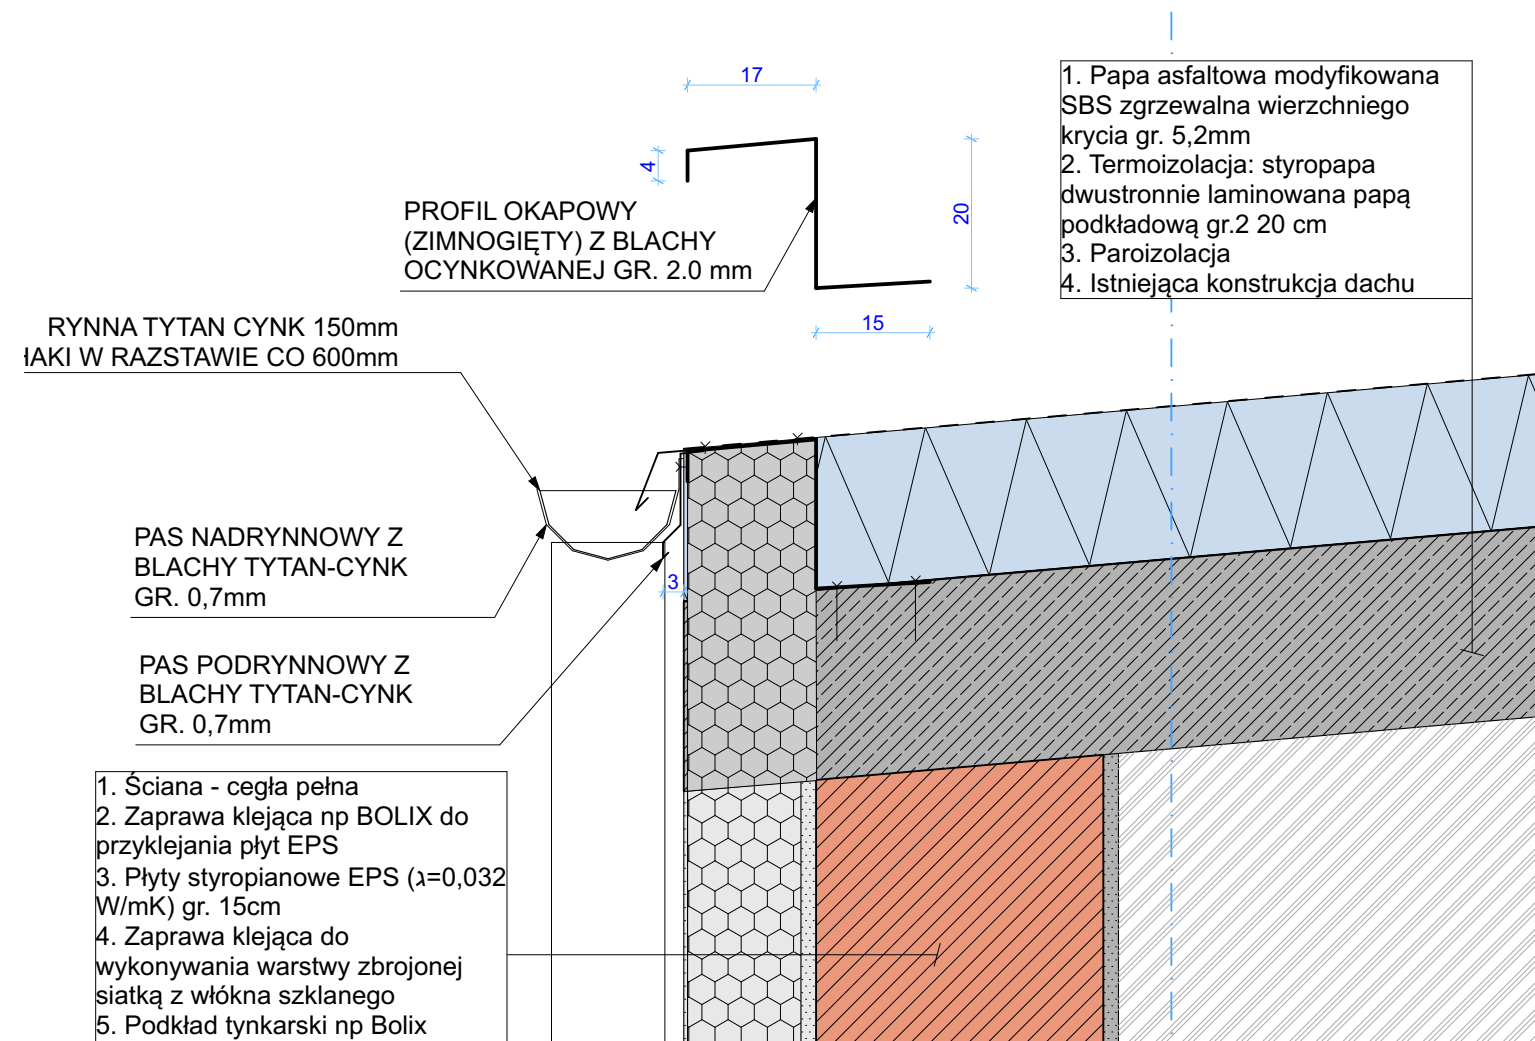 17
4
20
15
PROFIL OKAPOWY
(ZIMNOGIĘTY) Z BLACHY
OCYNKOWANEJ GR. 2.0 mm
1. Papa asfaltowa modyfikowana
SBS zgrzewalna wierzchniego
krycia gr. 5,2mm
2. Termoizolacja: styropapa
dwustronnie laminowana papą
podkładową gr.2 20 cm
3. Paroizolacja
4. Istniejąca konstrukcja dachu
RYNNA TYTAN CYNK 150mm
HAKI W RAZSTAWIE CO 600mm
PAS NADRYNNOWY Z
BLACHY TYTAN-CYNK
GR. 0,7mm
3
PAS PODRYNNOWY Z
BLACHY TYTAN-CYNK
GR. 0,7mm
1. Ściana - cegła pełna
2. Zaprawa klejąca np BOLIX do
przyklejania płyt EPS
3. Płyty styropianowe EPS (λ=0,032
W/mK) gr. 15cm
4. Zaprawa klejąca do
wykonywania warstwy zbrojonej
siatką z włókna szklanego
5. Podkład tynkarski np Bolix